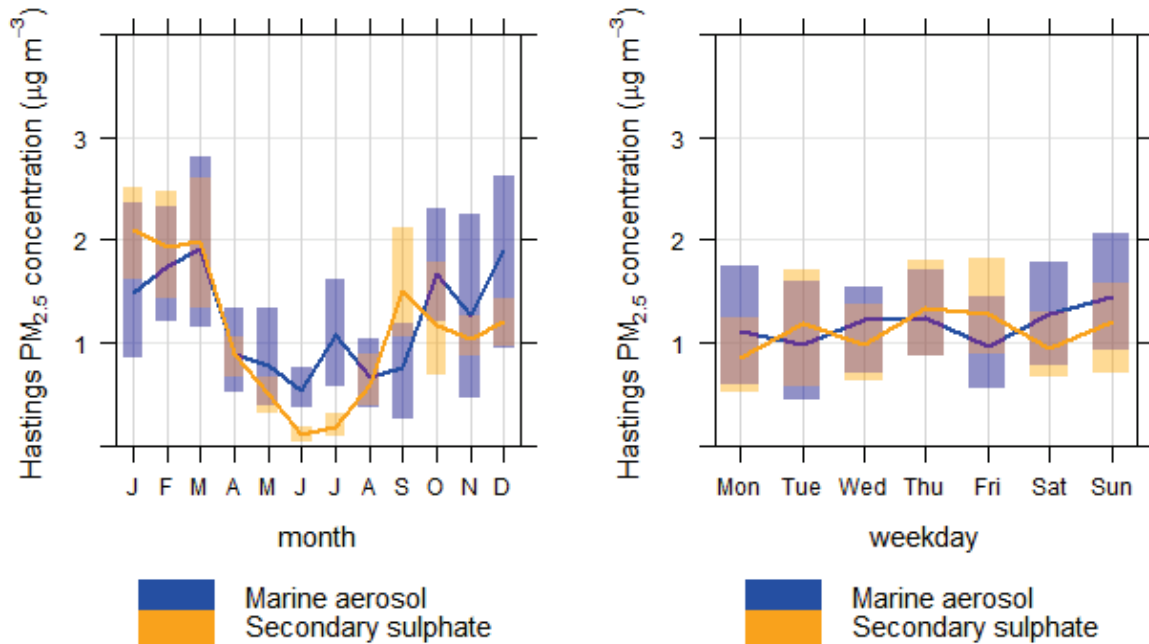 Hastings PM2.5 concentration (µg m−3)
3
2
1
J F M A M J J A S O N D
month
Marine aerosol
Secondary sulphate
Hastings PM2.5 concentration (µg m−3)
3
2
1
Mon Tue Wed Thu Fri Sat Sun
weekday
Marine aerosol
Secondary sulphate